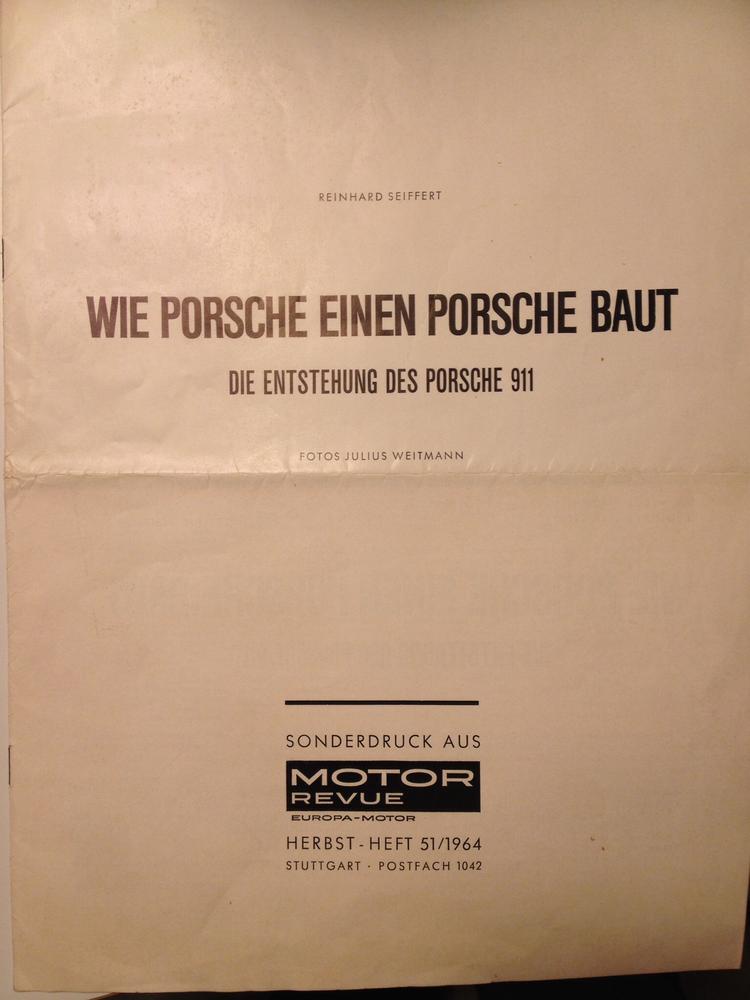 REINHARD SEIFFERT
WIE PORSCHE EINEN PORSCHE BAUT
DIE ENTSTEHUNG DES PORSCHE 911
FOTOS JULIUS WEITMANN
SONDERDRUCK AUS
MOTOR
REVUE
EUROPA-MOTOR
HERBST-HEFT 51/1964
STUTTGART · POSTFACH 1042